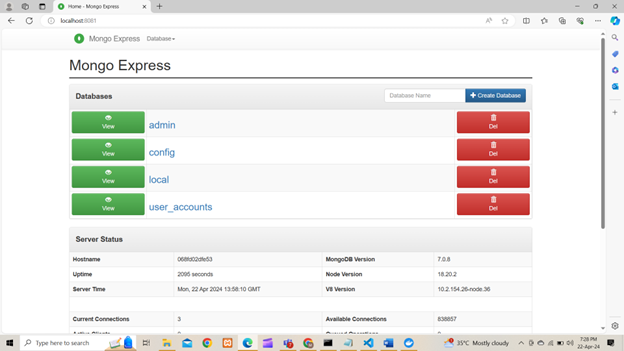 Home - Mongo Express
localhost:8081
Mongo Express Database
Mongo Express
Databases Database Name Create Database
View admin Del
View config Del
View local Del
View user_accounts Del
Server Status
Hostname 068fd02dfe53 MongoDB Version 7.0.8
Uptime 2095 seconds Node Version 18.20.2
Server Time Mon, 22 Apr 2024 13:58:10 GMT V8 Version 10.2.154.26-node.36
Current Connections 3 Available Connections 838857
Active Clients 0 Queued Operations 0
Type here to search 35°C Mostly cloudy 7:28 PM
22-Apr-24